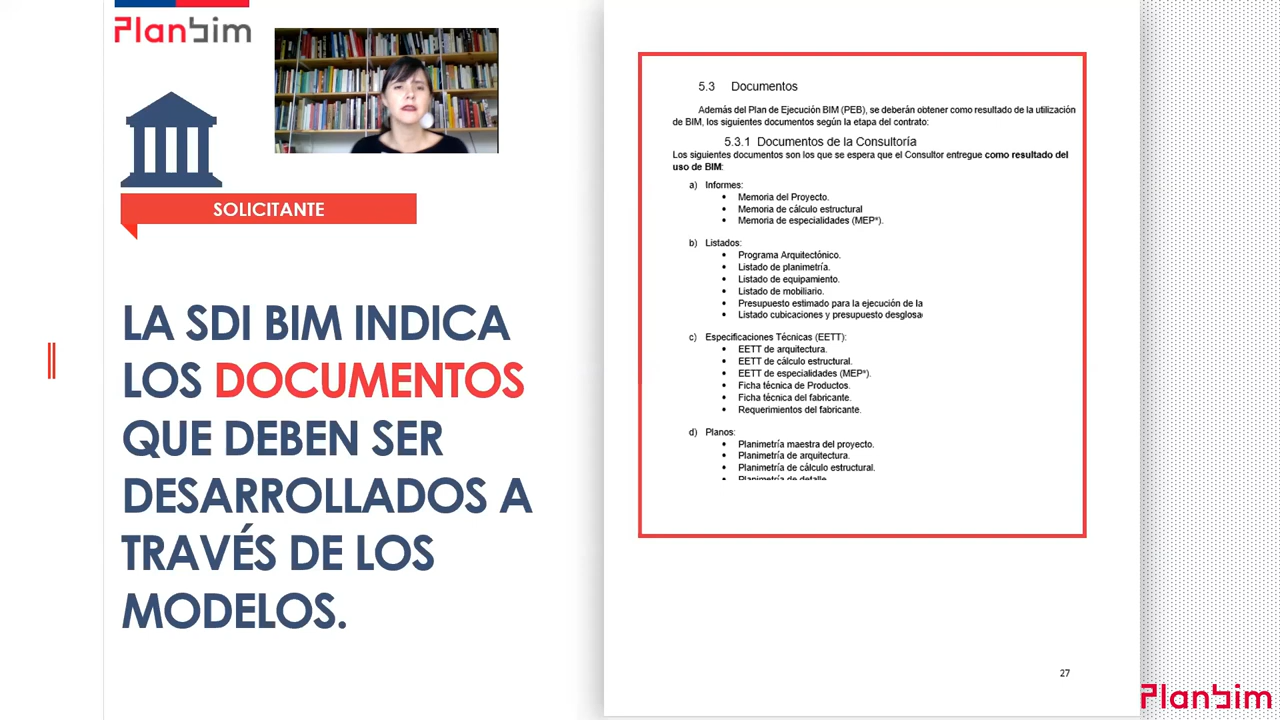 PlanBim
SOLICITANTE
LA SDI BIM INDICA
LOS DOCUMENTOS
QUE DEBEN SER
DESARROLLADOS A
TRAVÉS DE LOS
MODELOS.
5.3 Documentos
Además del Plan de Ejecución BIM (PEB), se deberán obtener como resultado de la utilización
de BIM, los siguientes documentos según la etapa del contrato:
5.3.1 Documentos de la Consultoría
Los siguientes documentos son los que se espera que el Consultor entregue como resultado del
uso de BIM:
a) Informes:
• Memoria del Proyecto.
• Memoria de cálculo estructural
• Memoria de especialidades (MEP*).
b) Listados:
• Programa Arquitectónico.
• Listado de planimetría.
• Listado de equipamiento.
• Listado de mobiliario.
• Presupuesto estimado para la ejecución de la
• Listado cubicaciones y presupuesto desglosa
c) Especificaciones Técnicas (EETT):
• EETT de arquitectura.
• EETT de cálculo estructural.
• EETT de especialidades (MEP*).
• Ficha técnica de Productos.
• Ficha técnica del fabricante.
• Requerimientos del fabricante.
d) Planos:
• Planimetría maestra del proyecto.
• Planimetría de arquitectura.
• Planimetría de cálculo estructural.
• Planimetría de detalle
27
PlanBim